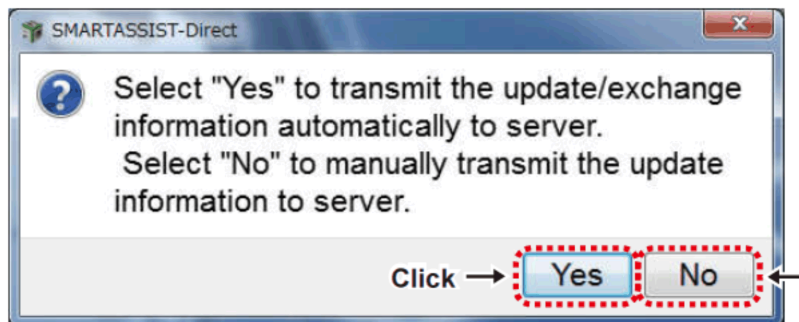 SMARTASSIST-Direct
x
Select "Yes" to transmit the update/exchange
information automatically to server.
Select "No" to manually transmit the update
information to server.
Click → Yes No ←